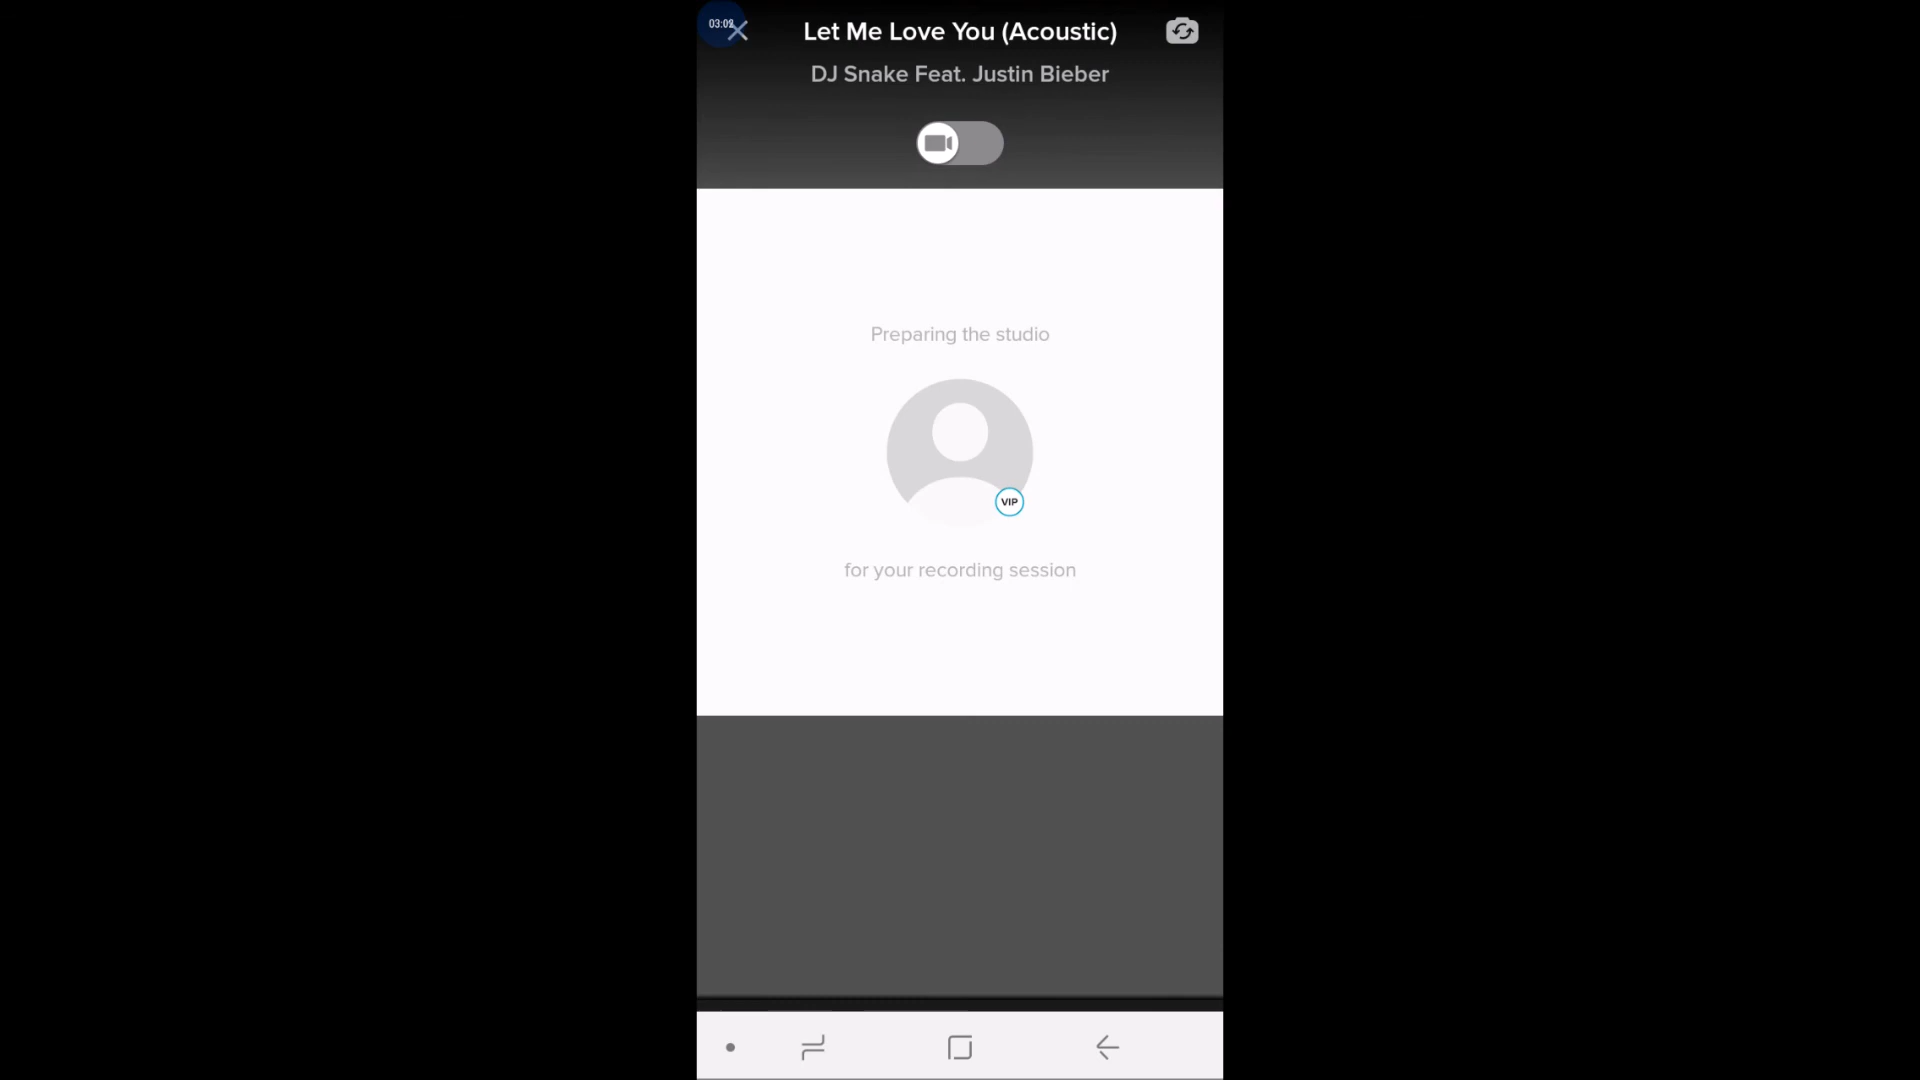 03:02
Let Me Love You (Acoustic)
DJ Snake Feat. Justin Bieber
Preparing the studio
VIP
for your recording session